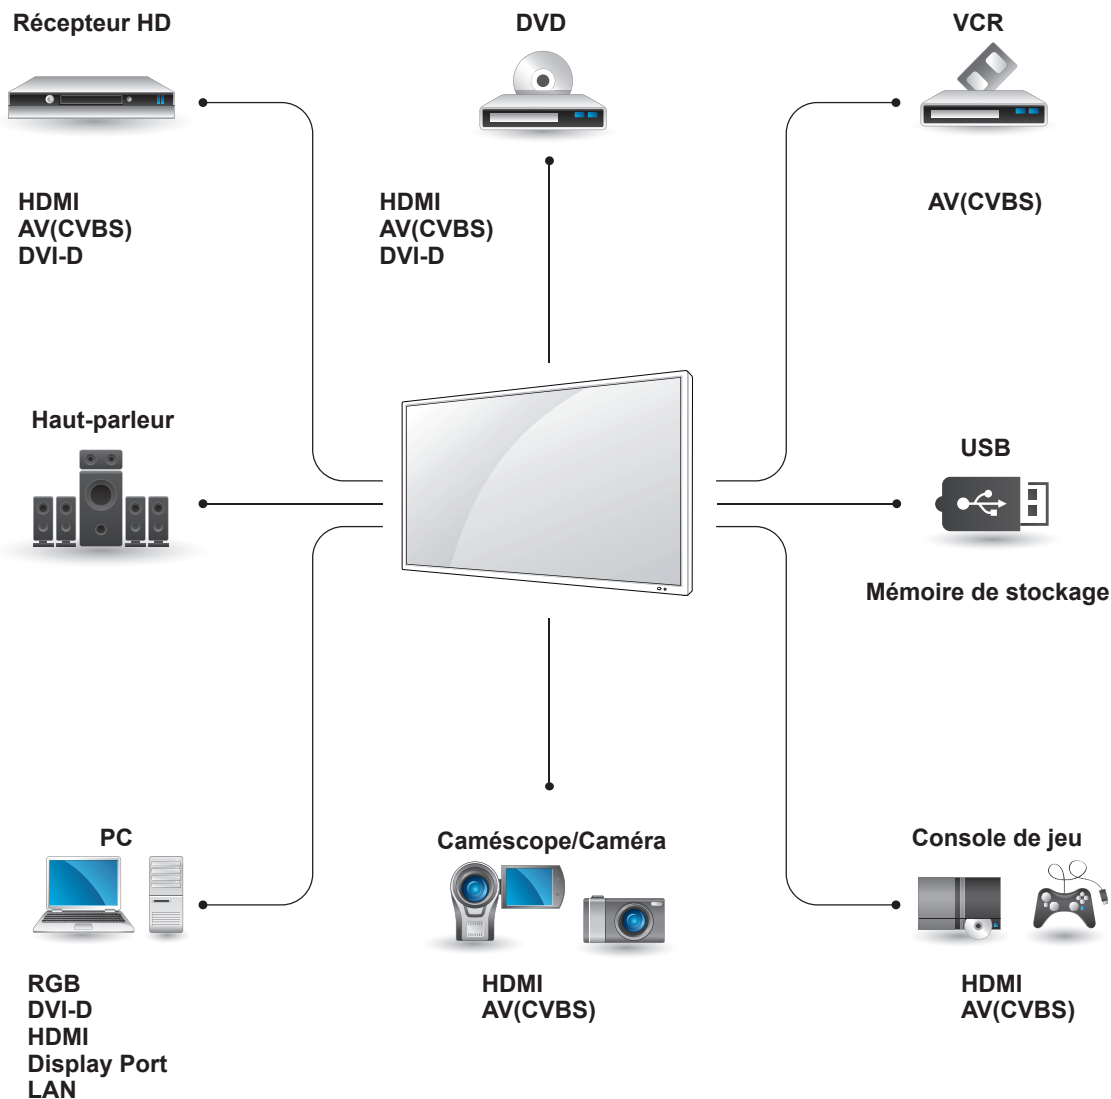 Récepteur HD
DVD
VCR
HDMI
AV(CVBS)
DVI-D
HDMI
AV(CVBS)
DVI-D
AV(CVBS)
Haut-parleur
USB
Mémoire de stockage
PC
Caméscope/Caméra
Console de jeu
RGB
DVI-D
HDMI
Display Port
LAN
HDMI
AV(CVBS)
HDMI
AV(CVBS)